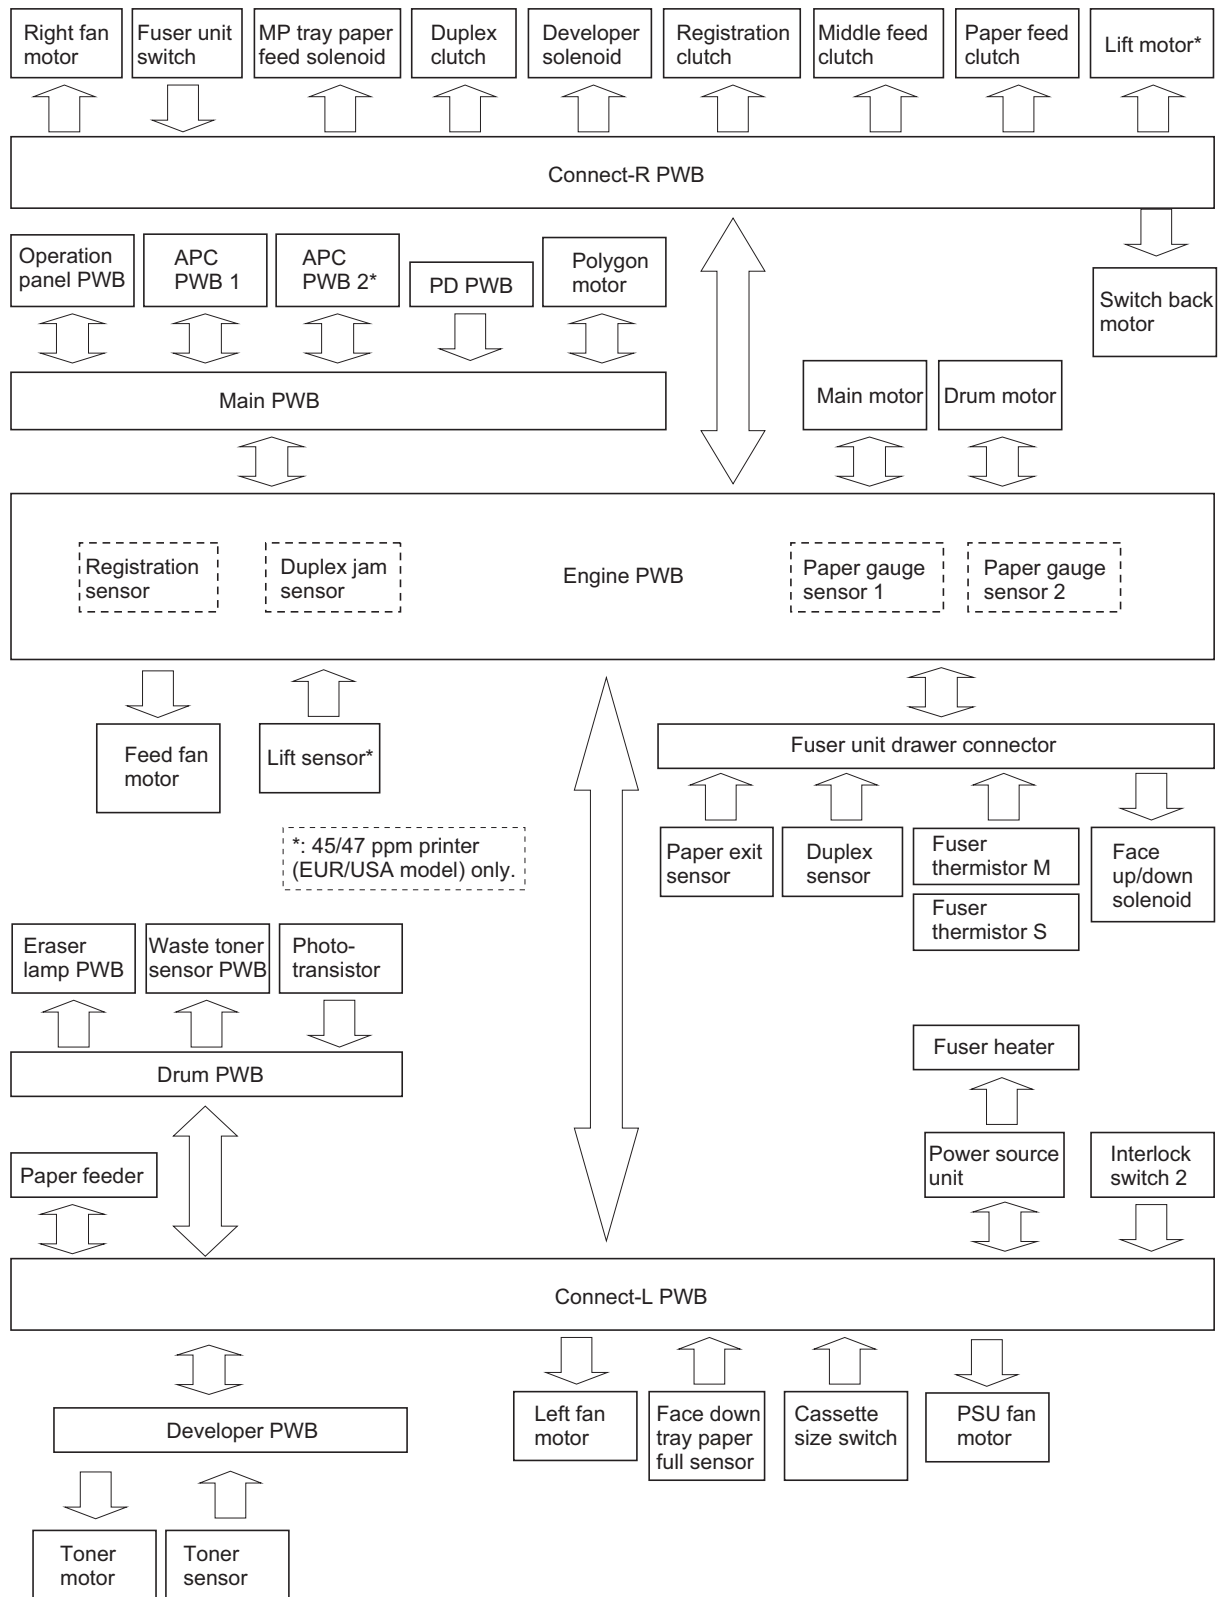 Right fan
motor
Fuser unit
switch
MP tray paper
feed solenoid
Duplex
clutch
Developer
solenoid
Registration
clutch
Middle feed
clutch
Paper feed
clutch
Lift motor*
Connect-R PWB
Operation
panel PWB
APC
PWB 1
APC
PWB 2*
PD PWB
Polygon
motor
Switch back
motor
Main PWB
Main motor
Drum motor
Registration
sensor
Duplex jam
sensor
Engine PWB
Paper gauge
sensor 1
Paper gauge
sensor 2
Feed fan
motor
Lift sensor*
Fuser unit drawer connector
*: 45/47 ppm printer
(EUR/USA model) only.
Paper exit
sensor
Duplex
sensor
Fuser
thermistor M
Fuser
thermistor S
Face
up/down
solenoid
Eraser
lamp PWB
Waste toner
sensor PWB
Photo-
transistor
Drum PWB
Fuser heater
Paper feeder
Power source
unit
Interlock
switch 2
Connect-L PWB
Developer PWB
Left fan
motor
Face down
tray paper
full sensor
Cassette
size switch
PSU fan
motor
Toner
motor
Toner
sensor